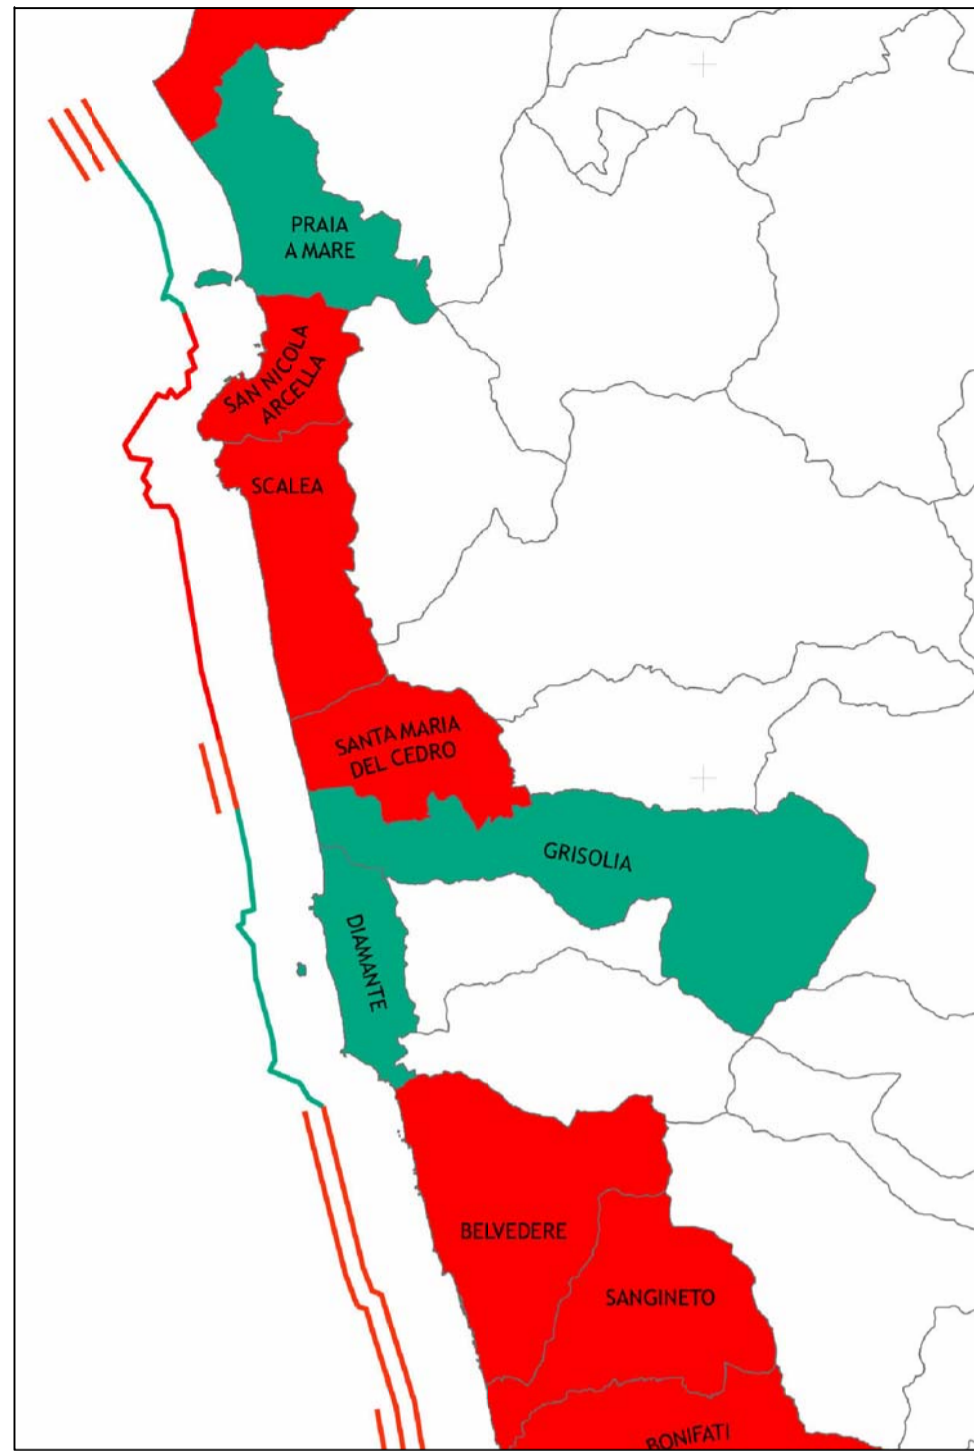 PRAIA
A MARE
SAN NICOLA
ARCELLA
SCALEA
SANTA MARIA
DEL CEDRO
GRISOLIA
DIAMANTE
BELVEDERE
SANGINETO
BONIFATI